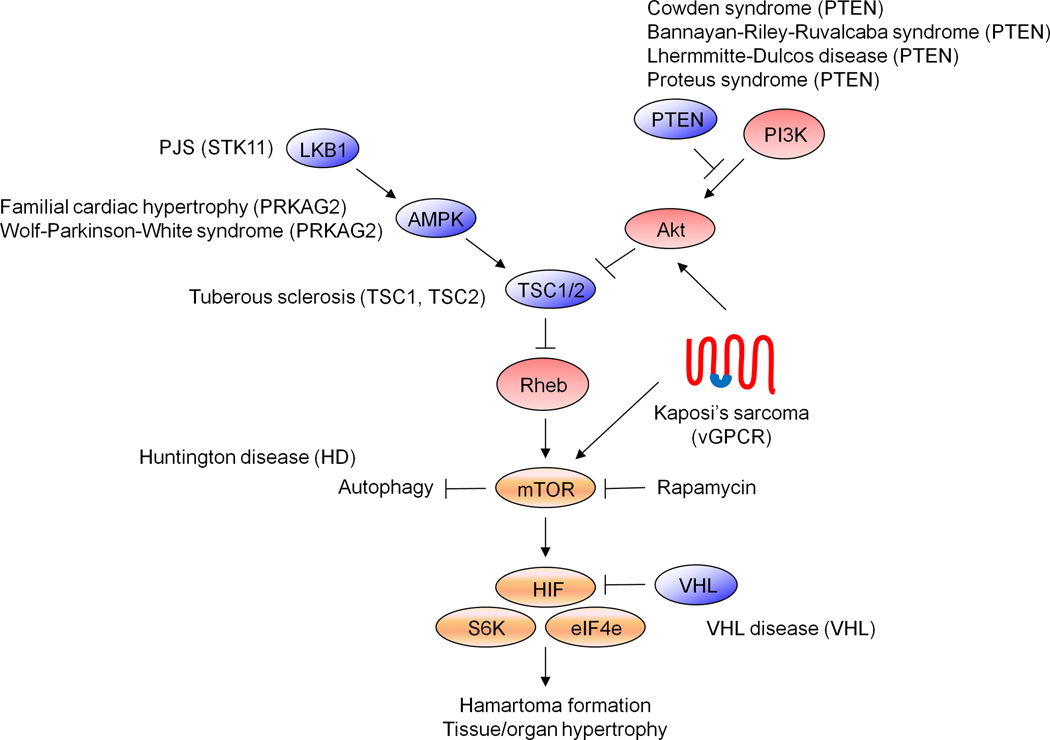 Cowden syndrome (PTEN)
Bannayan-Riley-Ruvalcaba syndrome (PTEN)
Lhermmitte-Dulcos disease (PTEN)
Proteus syndrome (PTEN)
PTEN
PI3K
PJS (STK11)
LKB1
Familial cardiac hypertrophy (PRKAG2)
Wolf-Parkinson-White syndrome (PRKAG2)
AMPK
Akt
Tuberous sclerosis (TSC1, TSC2)
TSC1/2
Rheb
Kaposi's sarcoma
(vGPCR)
Huntington disease (HD)
Autophagy
mTOR
Rapamycin
HIF
VHL
S6K
eIF4e
VHL disease (VHL)
Hamartoma formation
Tissue/organ hypertrophy